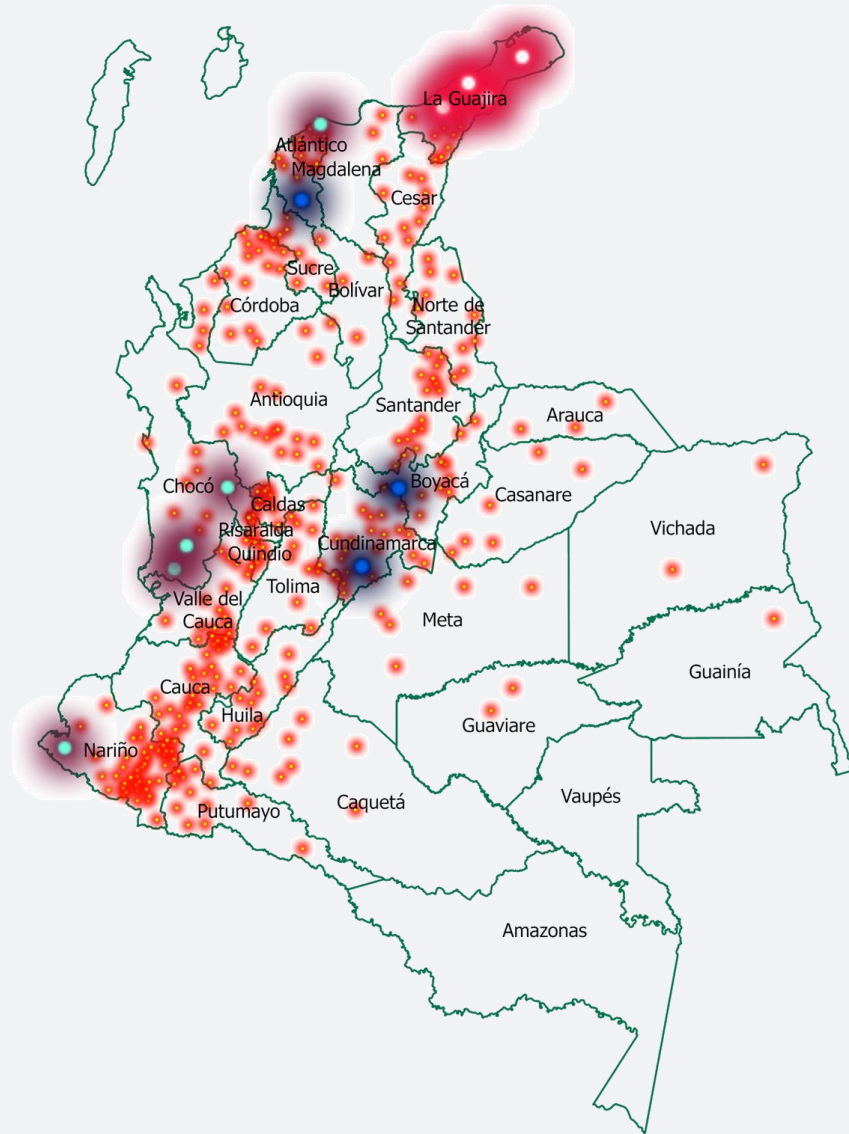 La Guajira
Atlántico
Magdalena
Cesar
Sucre
Bolívar
Córdoba
Norte de
Santander
Antioquia
Santander
Arauca
Chocó
Boyacá
Caldas
Casanare
Risaralda
Vichada
Cundinamarca
Quindio
Tolima
Valle del
Cauca
Meta
Guainía
Cauca
Huila
Guaviare
Nariño
Vaupés
Caquetá
Putumayo
Amazonas